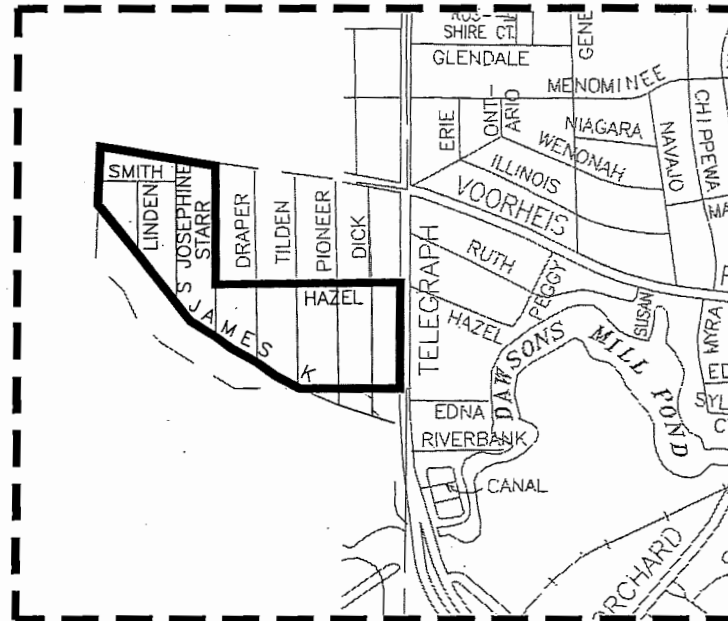 SHIRE CT.
GENE
GLENDALE
MENOMINEE
ERIE
ONT-
ARIO
NIAGARA
WENONAH
NAVAJO
CHIPPEWA
ILLINOIS
VOORHEIS
MA
SMITH
LINDEN
S JOSEPHINE
STARR
DRAPER
TILDEN
PIONEER
DICK
HAZEL
JAMES K
TELEGRAPH
RUTH
PEGGY
HAZEL
SUSAN
MYRA
ED
SYL
C
DAWSONS MILL POND
EDNA
RIVERBANK
CANAL
ORCHARD